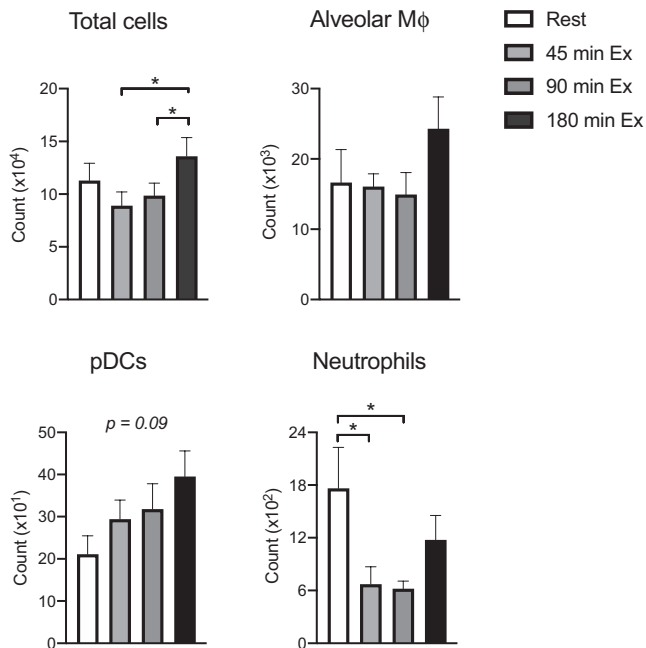 Total cells
Alveolar Mϕ
Rest
45 min Ex
90 min Ex
180 min Ex
Count (x10⁴)
20
15
10
5
0
*
*
Count (x10³)
30
20
10
0
pDCs
Neutrophils
p = 0.09
Count (x10¹)
50
40
30
20
10
0
Count (x10²)
24
18
12
6
0
*
*